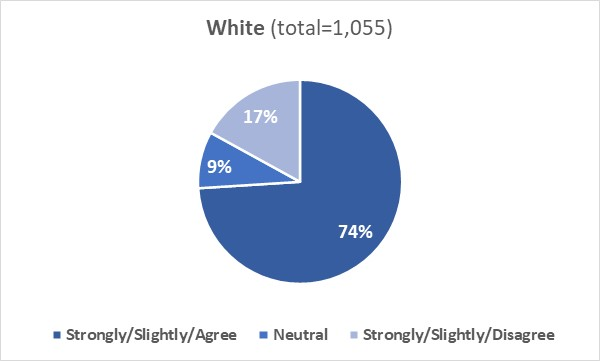 White (total=1,055)
17%
9%
74%
Strongly/Slightly/Agree Neutral Strongly/Slightly/Disagree